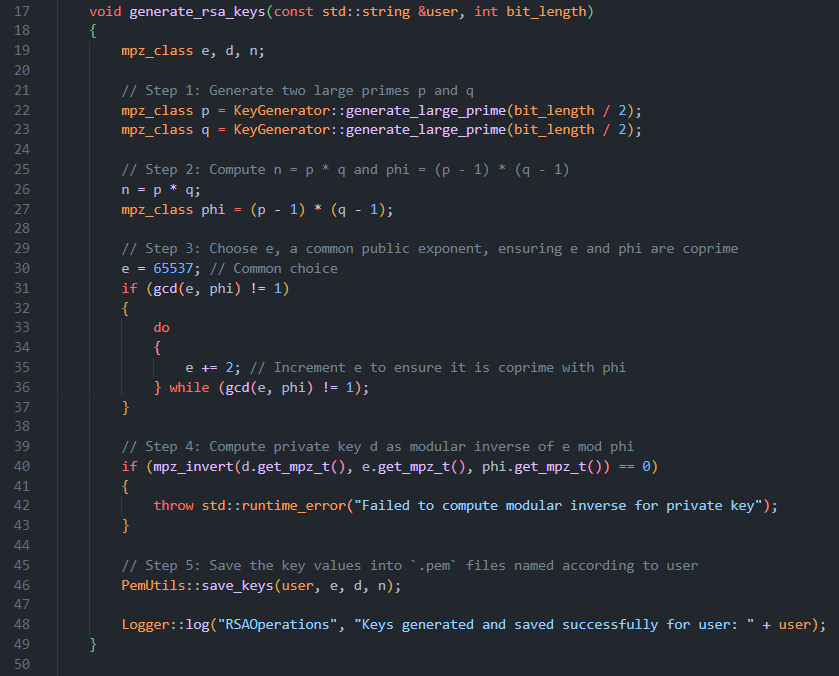 17 void generate_rsa_keys(const std::string &user, int bit_length)
18 {
19     mpz_class e, d, n;
20
21     // Step 1: Generate two large primes p and q
22     mpz_class p = KeyGenerator::generate_large_prime(bit_length / 2);
23     mpz_class q = KeyGenerator::generate_large_prime(bit_length / 2);
24
25     // Step 2: Compute n = p * q and phi = (p - 1) * (q - 1)
26     n = p * q;
27     mpz_class phi = (p - 1) * (q - 1);
28
29     // Step 3: Choose e, a common public exponent, ensuring e and phi are coprime
30     e = 65537; // Common choice
31     if (gcd(e, phi) != 1)
32     {
33         do
34         {
35             e += 2; // Increment e to ensure it is coprime with phi
36         } while (gcd(e, phi) != 1);
37     }
38
39     // Step 4: Compute private key d as modular inverse of e mod phi
40     if (mpz_invert(d.get_mpz_t(), e.get_mpz_t(), phi.get_mpz_t()) == 0)
41     {
42         throw std::runtime_error("Failed to compute modular inverse for private key");
43     }
44
45     // Step 5: Save the key values into `.pem` files named according to user
46     PemUtils::save_keys(user, e, d, n);
47
48     Logger::log("RSAOperations", "Keys generated and saved successfully for user: " + user);
49 }
50